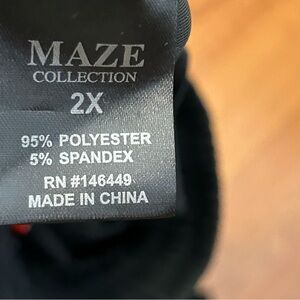 MAZE
COLLECTION
2X
95% POLYESTER
5% SPANDEX
RN #146449
MADE IN CHINA